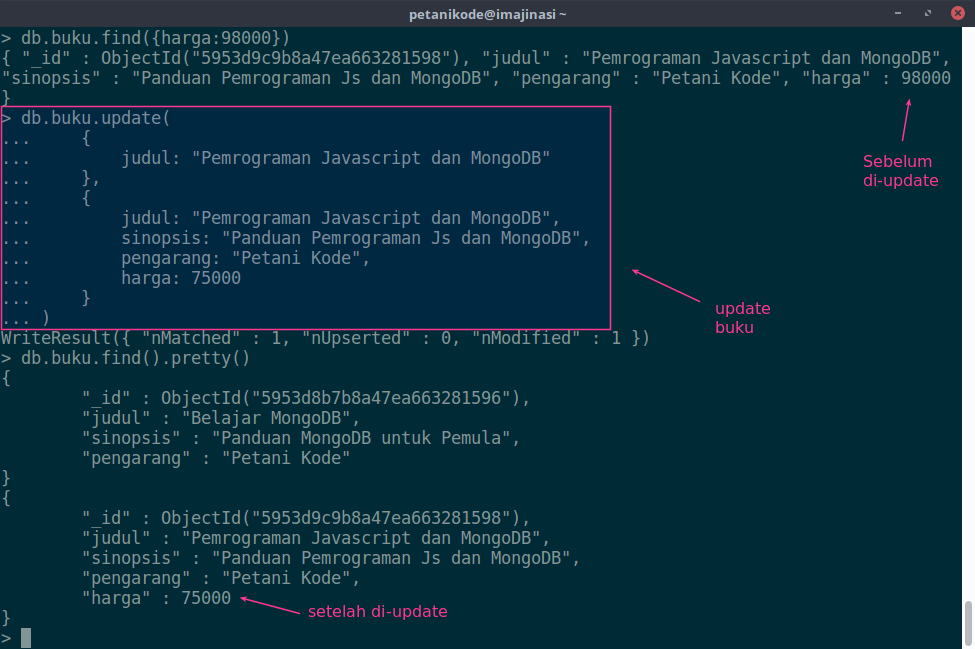 petanikode@imajinasi ~
> db.buku.find({harga:98000})
{ "_id" : ObjectId("5953d9c9b8a47ea663281598"), "judul" : "Pemrograman Javascript dan MongoDB",
"sinopsis" : "Panduan Pemrograman Js dan MongoDB", "pengarang" : "Petani Kode", "harga" : 98000
}
> db.buku.update(
...     {
...         judul: "Pemrograman Javascript dan MongoDB"
...     },
...     {
...         judul: "Pemrograman Javascript dan MongoDB",
...         sinopsis: "Panduan Pemrograman Js dan MongoDB",
...         pengarang: "Petani Kode",
...         harga: 75000
...     }
... )
Sebelum
di-update
update
buku
WriteResult({ "nMatched" : 1, "nUpserted" : 0, "nModified" : 1 })
> db.buku.find().pretty()
{
        "_id" : ObjectId("5953d8b7b8a47ea663281596"),
        "judul" : "Belajar MongoDB",
        "sinopsis" : "Panduan MongoDB untuk Pemula",
        "pengarang" : "Petani Kode"
}
{
        "_id" : ObjectId("5953d9c9b8a47ea663281598"),
        "judul" : "Pemrograman Javascript dan MongoDB",
        "sinopsis" : "Panduan Pemrograman Js dan MongoDB",
        "pengarang" : "Petani Kode",
        "harga" : 75000
setelah di-update
}
>